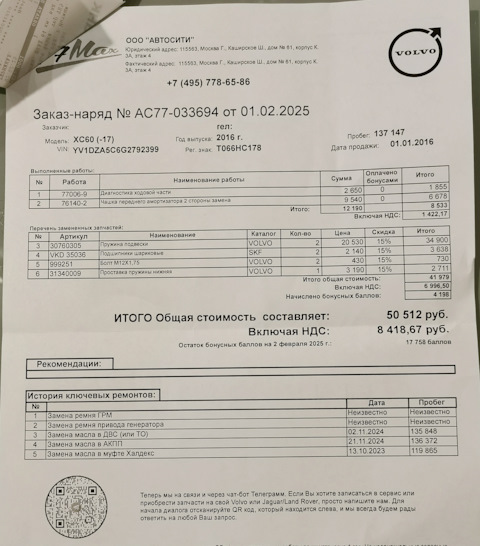 7Max
ООО "АВТОСИТИ"
Юридический адрес: 115563, Москва Г., Каширское Ш., дом № 61, корпус К. 3А, этаж 4
Фактический адрес: 115563, Москва Г., Каширское Ш., дом № 61, корпус К. 3А, этаж 4
+7 (495) 778-65-86
VOLVO
Заказ-наряд № АС77-033694 от 01.02.2025
Заказчик: тел:
Модель: XC60 (-17) Год выпуска: 2016 г. Пробег: 137 147
VIN: YV1DZA5C6G2792399 Рег. знак: Т066НС178 Дата продажи: 01.01.2016
Выполненные работы:
№ Работа Наименование работы Сумма Оплачено бонусами Итого
1 77006-9 Диагностика ходовой части 2 650 0 1 855
2 76140-2 Чашка переднего амортизатора 2 стороны замена 9 540 0 6 678
Итого: 12 190 8 533
Включая НДС: 1 422,17
Перечень замененных запчастей:
№ Артикул Наименование Каталог Кол-во Цена Скидка Итого
3 30760305 Пружина подвески VOLVO 2 20 530 15% 34 900
4 VKD 35036 Подшипники шариковые SKF 2 2 140 15% 3 638
5 999251 Болт М12Х1,75 VOLVO 2 430 15% 730
6 31340009 Проставка пружины нижняя VOLVO 1 3 190 15% 2 711
Итого общая стоимость: 41 979
Включая НДС: 6 996,50
Начислено бонусных баллов: 4 198
ИТОГО Общая стоимость составляет: 50 512 руб.
Включая НДС: 8 418,67 руб.
Остаток бонусных баллов на 2 февраля 2025 г.: 17 758 баллов
Рекомендации:
История ключевых ремонтов:
№ Дата Пробег
1 Замена ремня ГРМ Неизвестно Неизвестно
2 Замена ремня привода генератора Неизвестно Неизвестно
3 Замена масла в ДВС (или ТО) 02.11.2024 135 848
4 Замена масла в АКПП 21.11.2024 136 372
5 Замена масла в муфте Халдекс 13.10.2023 119 865
Теперь мы на связи и через чат-бот Телеграмм. Если Вы хотите записаться в сервис или
приобрести запчасти на свой Volvo или Jaguar/Land Rover, просто напишите нам. Для
начала диалога отсканируйте QR код, который находится слева, и мы всегда будем рады
ответить на любой Ваш запрос.